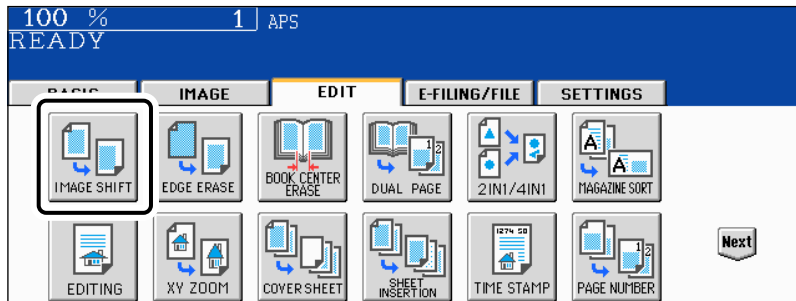 100 % 1 APS
READY
BASIC IMAGE EDIT E-FILING/FILE SETTINGS
IMAGE SHIFT
EDGE ERASE
BOOK CENTER
ERASE
DUAL PAGE
2IN1/4IN1
MAGAZINE SORT
EDITING
XY ZOOM
COVER SHEET
SHEET
INSERTION
TIME STAMP
PAGE NUMBER
Next